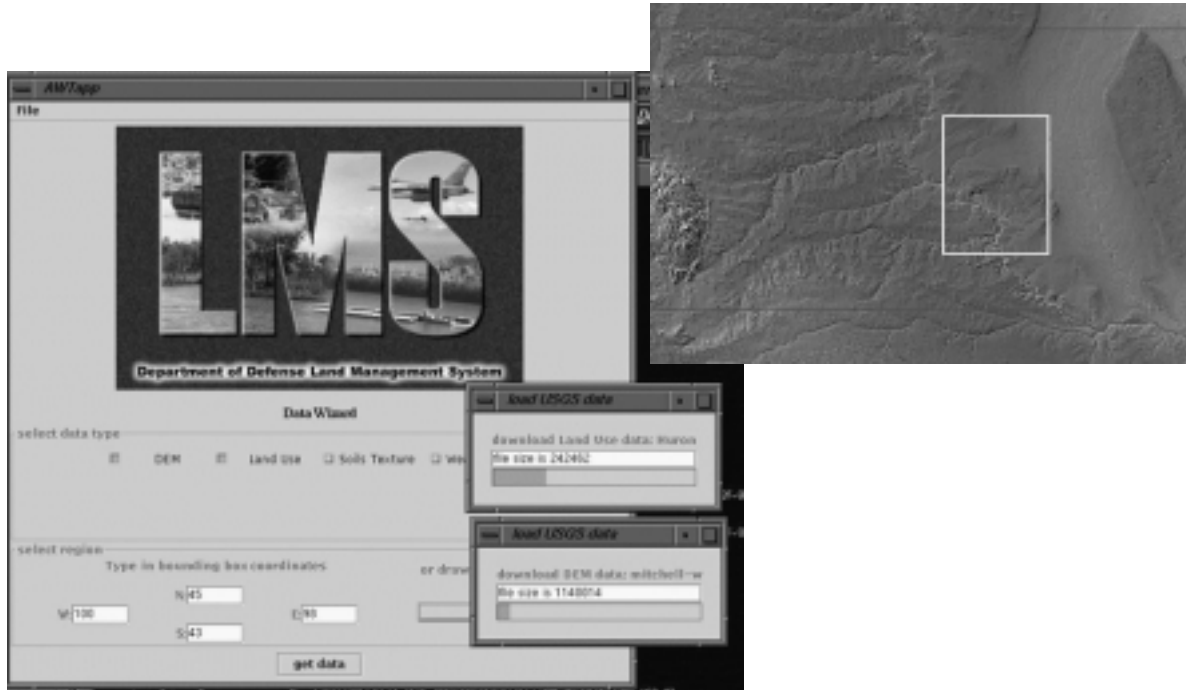 AWTapp
File
LMS
Department of Defense Land Management System
Data Wizard
select data type
DEM Land Use Soils Texture
select region
Type in bounding box coordinates
N: 45
W: 100
E: 98
S: 43
get data
load USGS data
download Land Use data: Huron
file size is 242462
load USGS data
download DEM data: mitchell-w
file size is 1140014